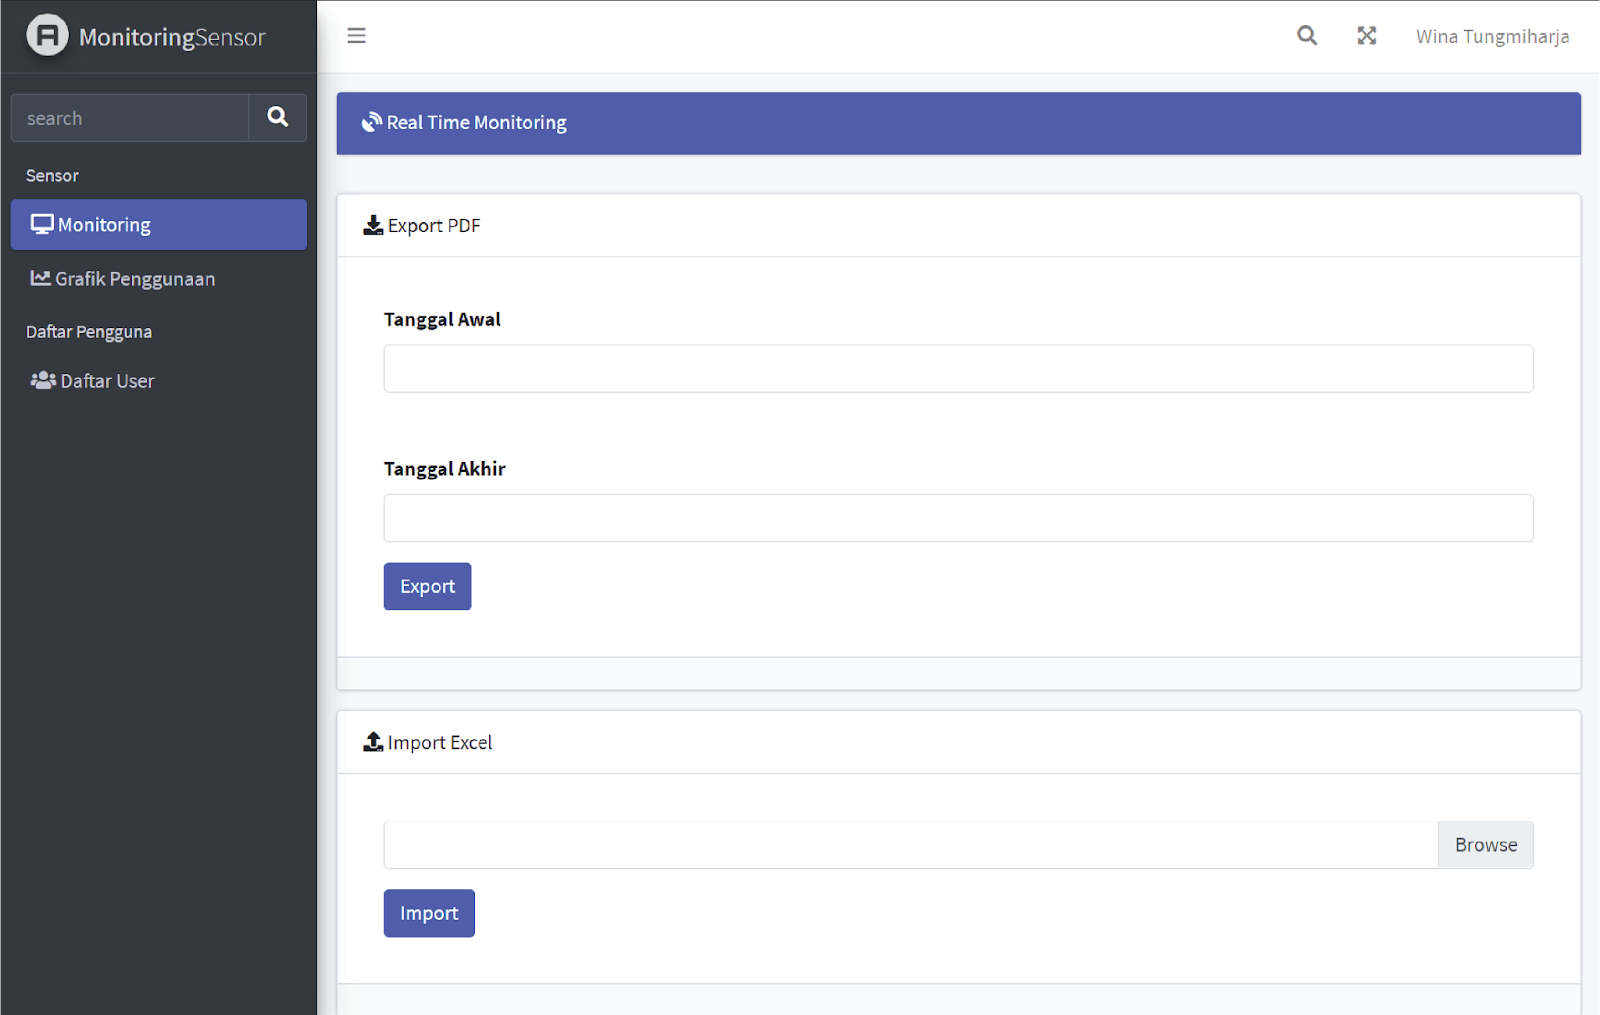 MonitoringSensor
Wina Tungmiharja
search
Real Time Monitoring
Sensor
Monitoring
Grafik Penggunaan
Daftar Pengguna
Daftar User
Export PDF
Tanggal Awal
Tanggal Akhir
Export
Import Excel
Browse
Import